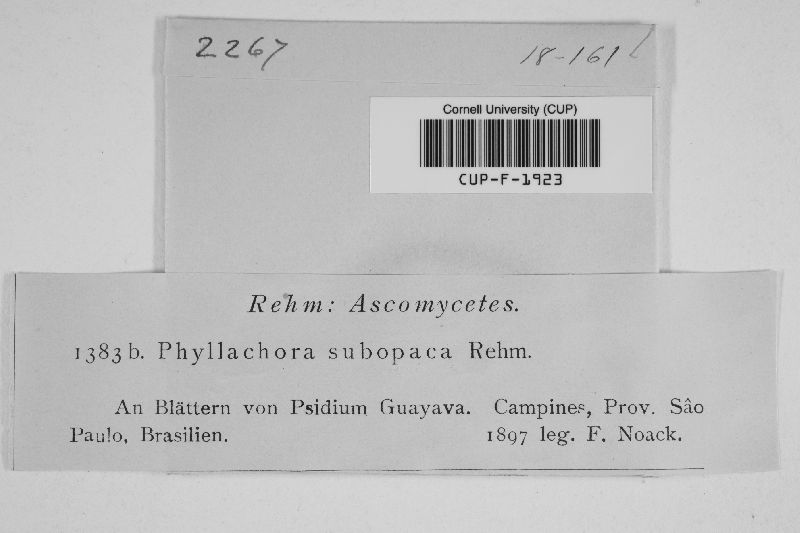 2267
18-161
Cornell University (CUP)
CUP-F-1923
Rehm: Ascomycetes.
1383 b. Phyllachora subopaca Rehm.
An Blättern von Psidium Guayava. Campines, Prov. Sâo
Paulo, Brasilien. 1897 leg. F. Noack.